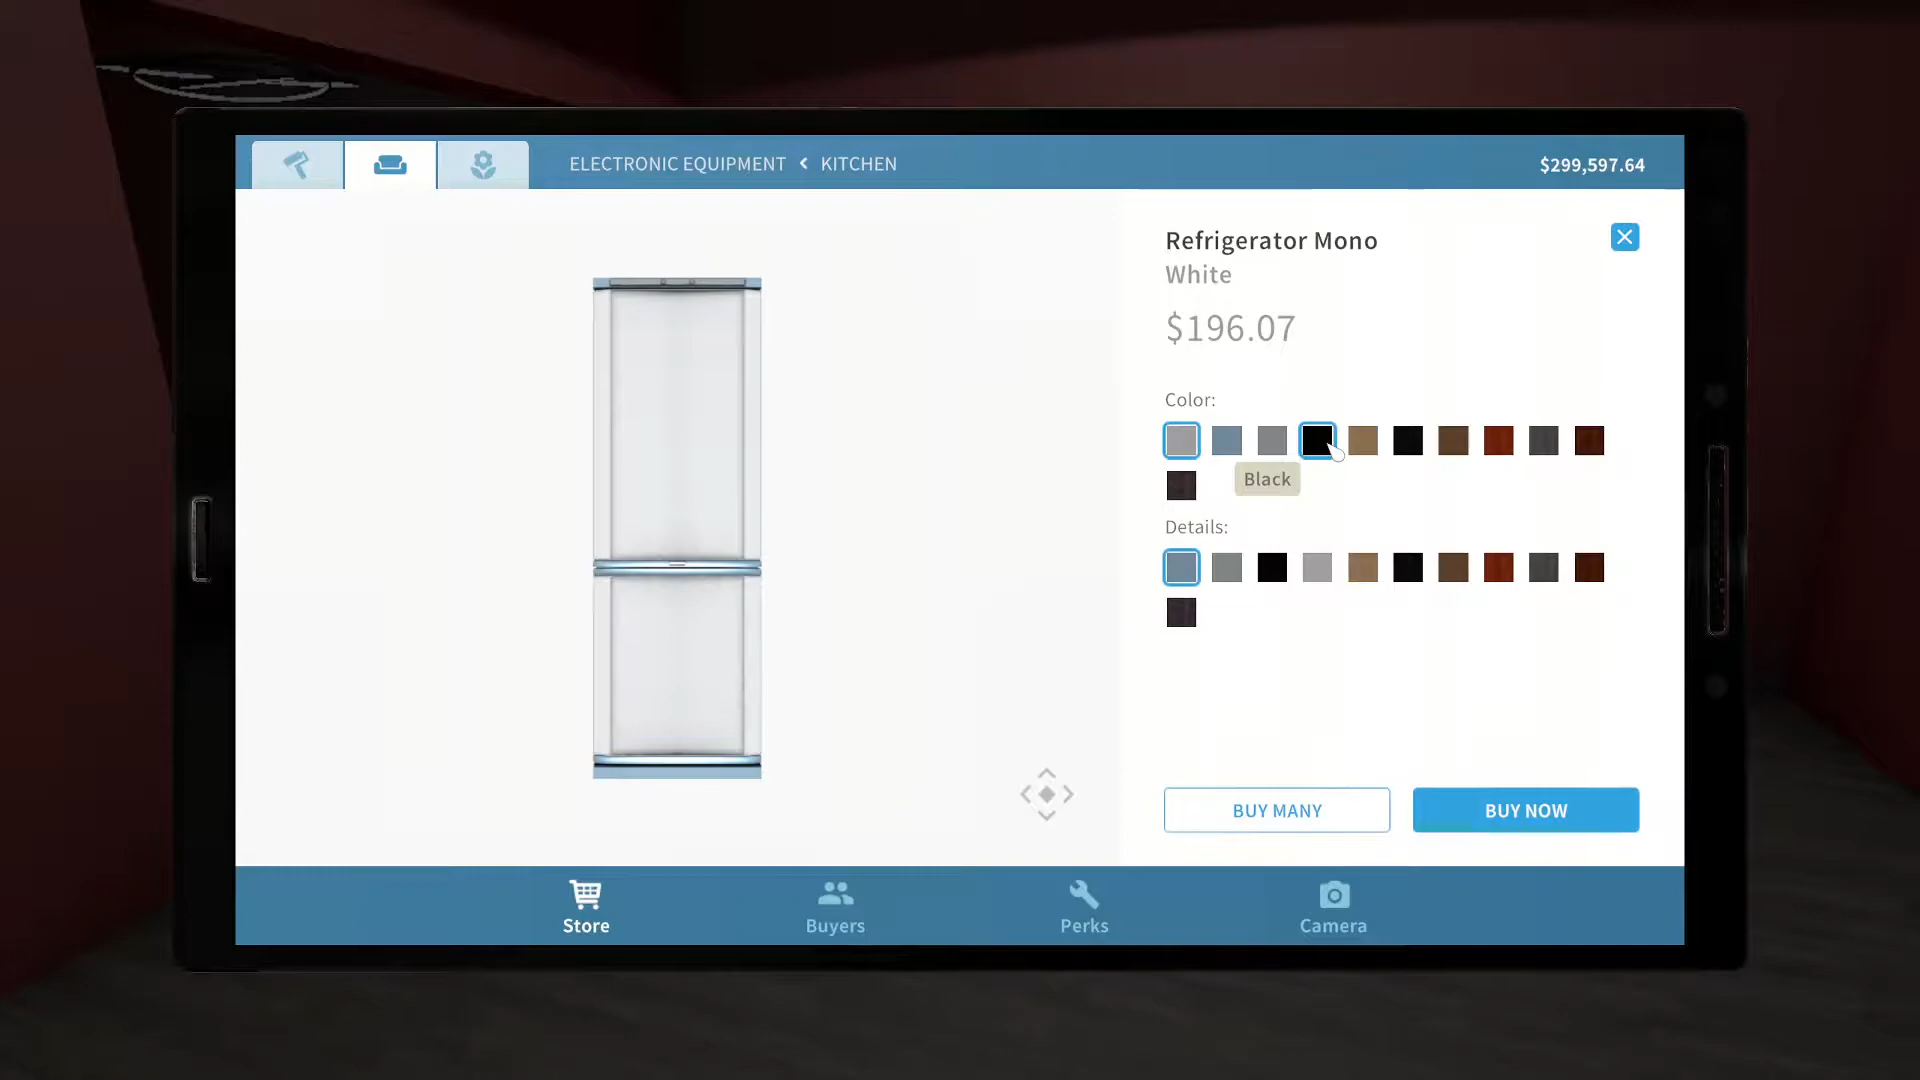 ELECTRONIC EQUIPMENT < KITCHEN
$299,597.64
Refrigerator Mono
White
$196.07
Color:
Black
Details:
BUY MANY
BUY NOW
Store
Buyers
Perks
Camera